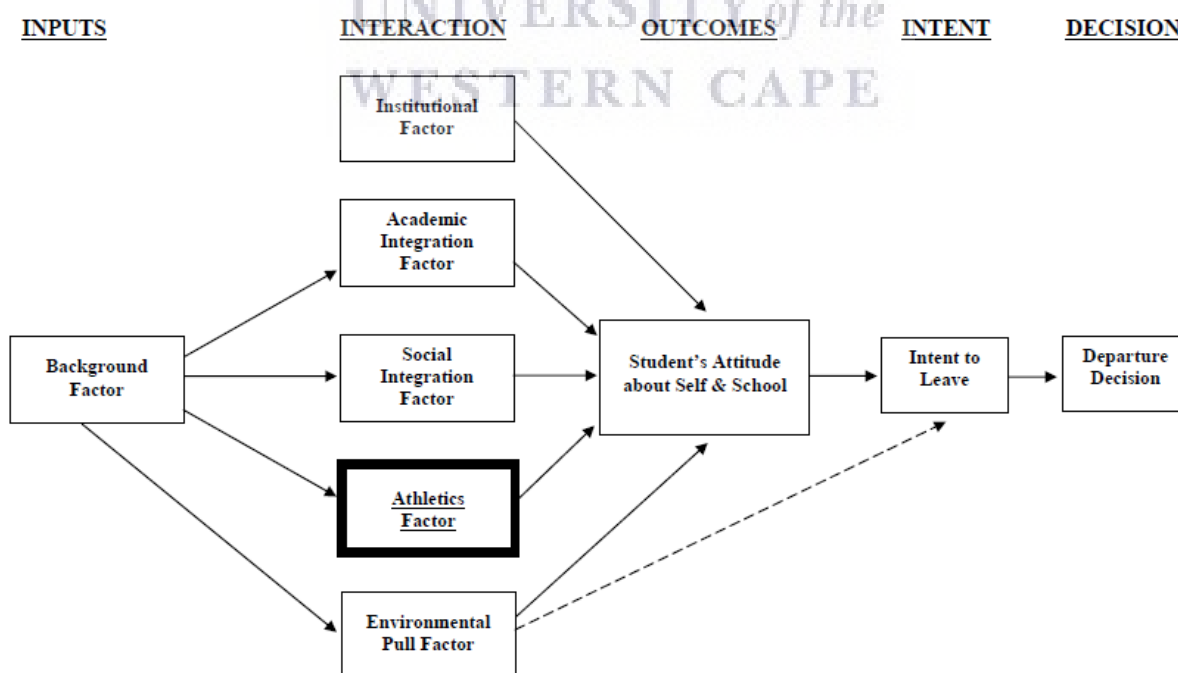 UNIVERSITY of the
WESTERN CAPE
INPUTS
INTERACTION
OUTCOMES
INTENT
DECISION
Institutional
Factor
Academic
Integration
Factor
Background
Factor
Social
Integration
Factor
Athletics
Factor
Environmental
Pull Factor
Student's Attitude
about Self & School
Intent to
Leave
Departure
Decision